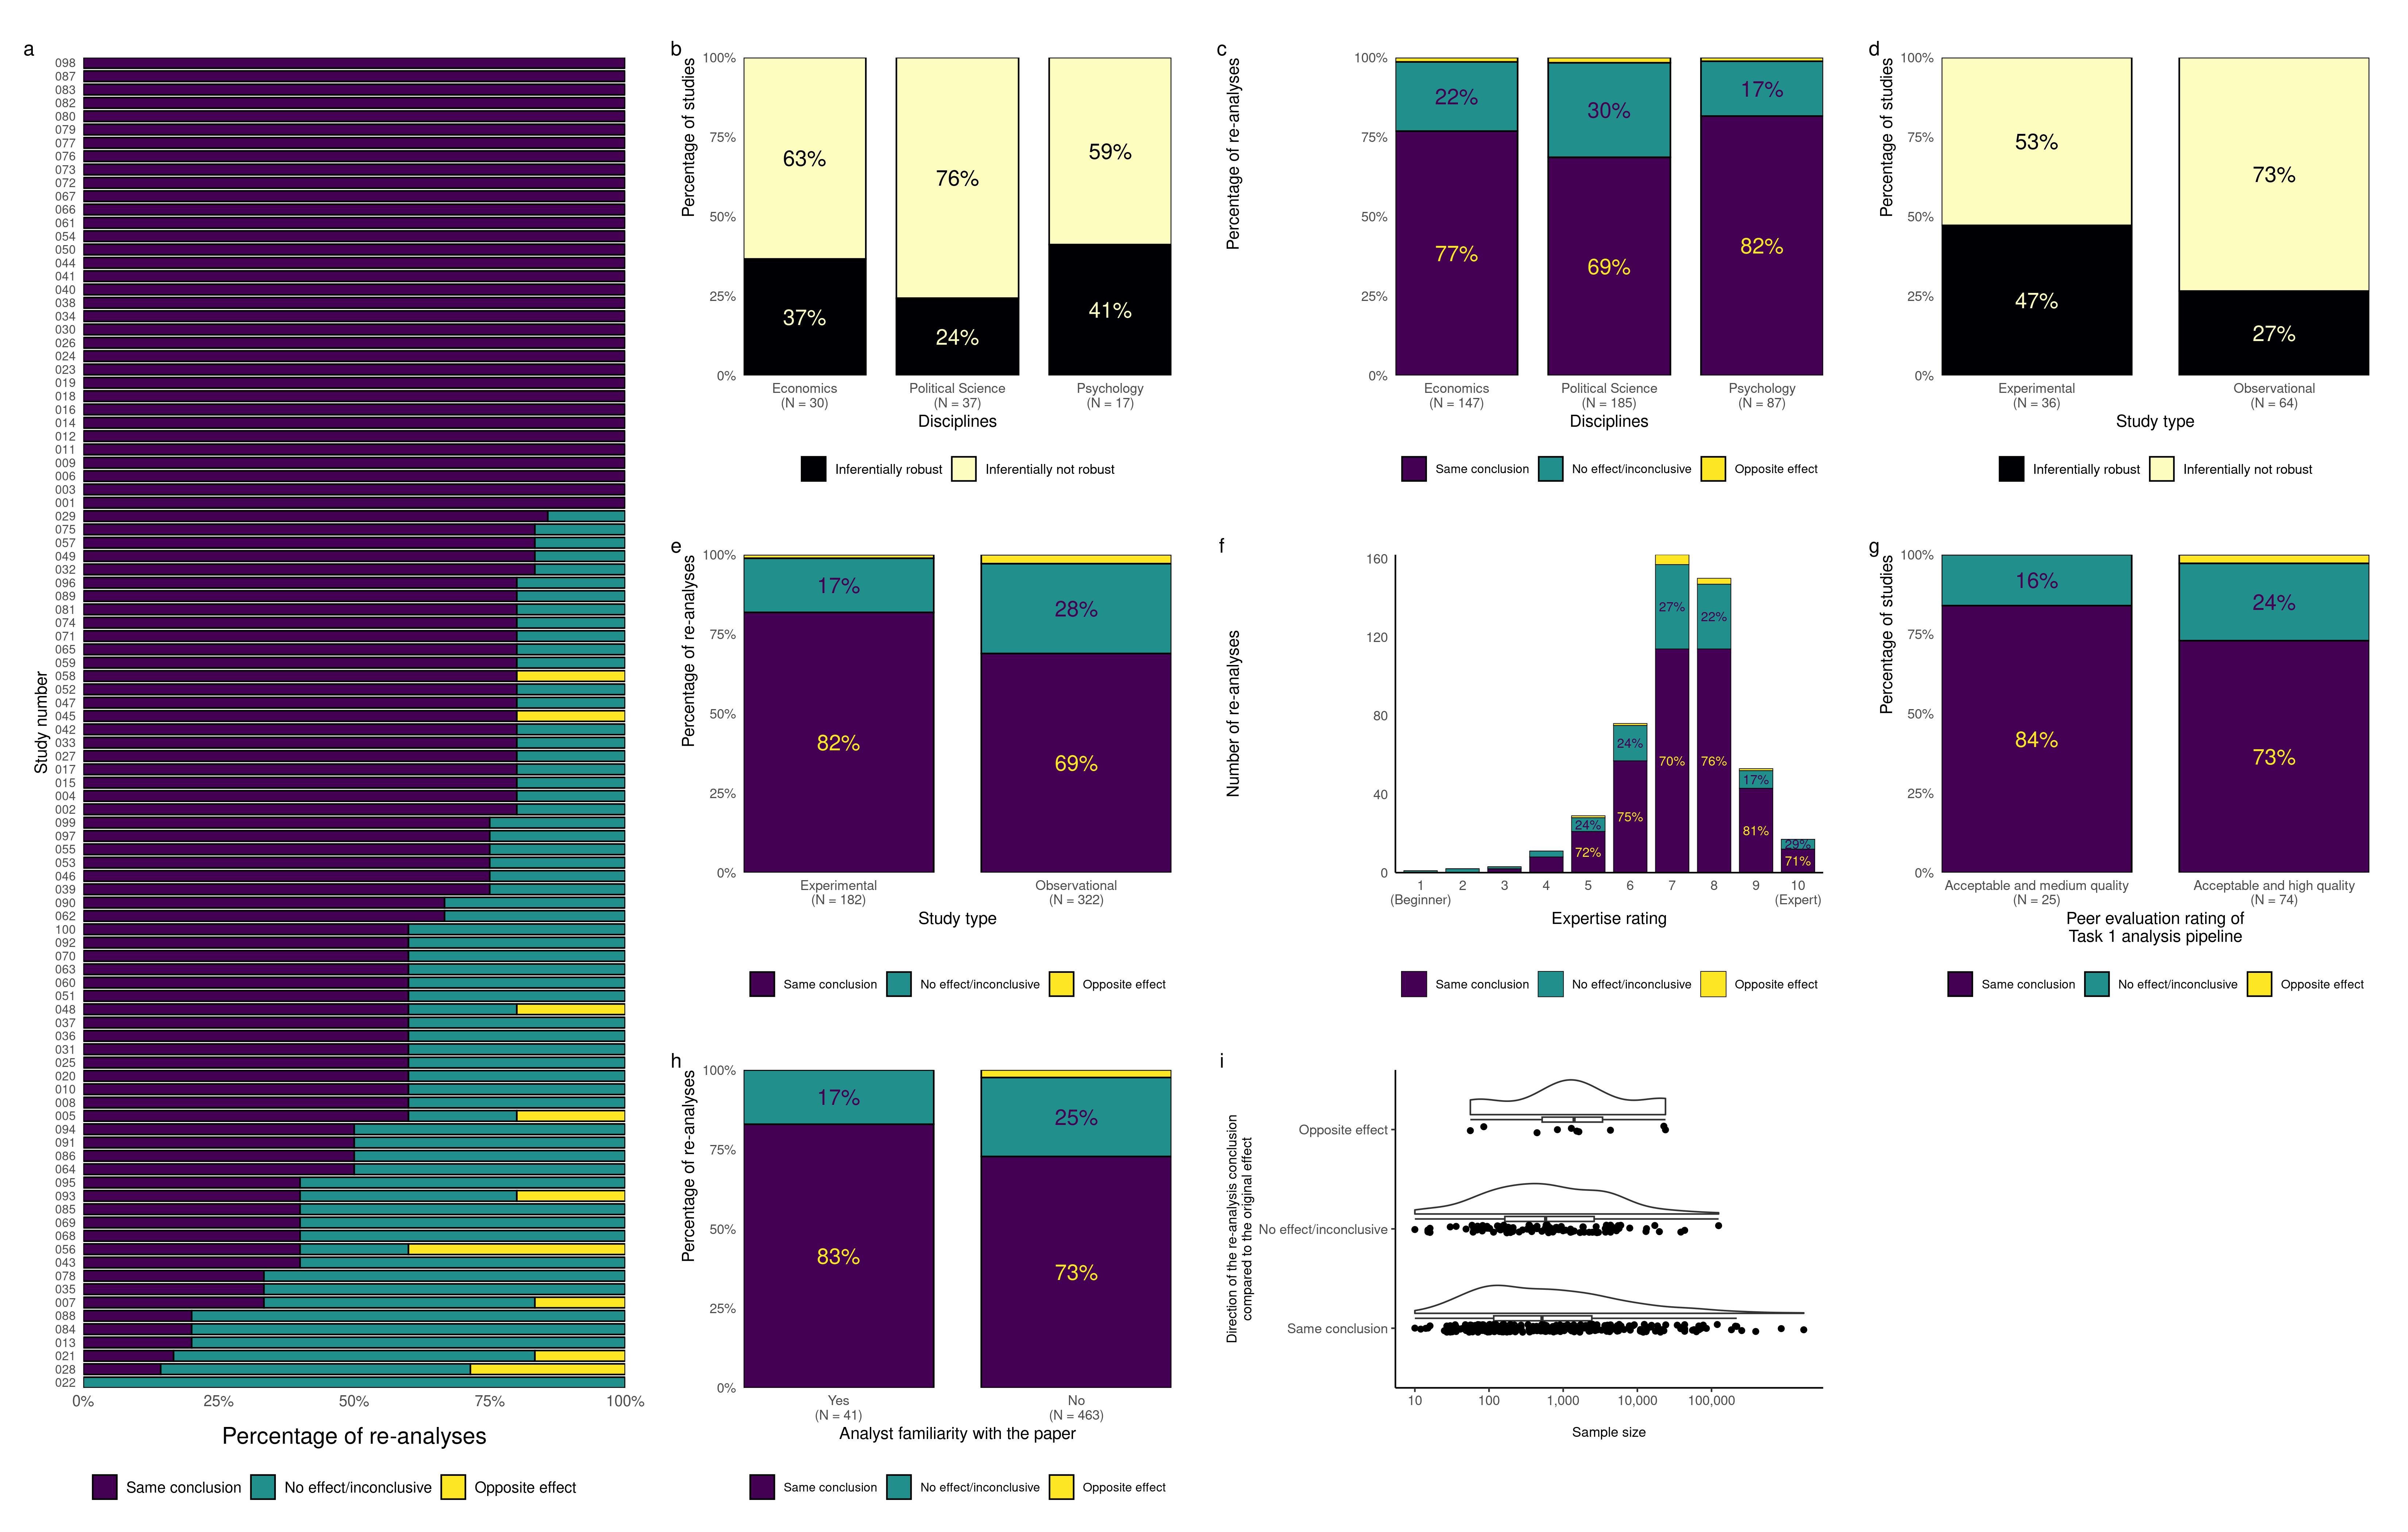 a
Study number
098
087
083
082
080
079
077
076
073
072
067
066
061
054
050
044
041
040
038
034
030
026
024
023
019
018
016
014
012
011
009
006
003
001
029
075
057
049
032
096
089
081
074
071
065
059
058
052
047
045
042
033
027
017
015
004
002
099
097
055
053
046
039
090
062
100
092
070
063
060
051
048
037
036
031
025
020
010
008
005
094
091
086
064
095
093
085
069
068
056
043
078
035
007
088
084
013
021
028
022
0% 25% 50% 75% 100%
Percentage of re-analyses
Same conclusion No effect/inconclusive Opposite effect
b
Percentage of studies
100%
75%
50%
25%
0%
63% 76% 59%
37% 24% 41%
Economics Political Science Psychology
(N = 30) (N = 37) (N = 17)
Disciplines
Inferentially robust Inferentially not robust
c
Percentage of re-analyses
100%
75%
50%
25%
0%
22% 30% 17%
77% 69% 82%
Economics Political Science Psychology
(N = 147) (N = 185) (N = 87)
Disciplines
Same conclusion No effect/inconclusive Opposite effect
d
Percentage of studies
100%
75%
50%
25%
0%
53% 73%
47% 27%
Experimental Observational
(N = 36) (N = 64)
Study type
Inferentially robust Inferentially not robust
e
Percentage of re-analyses
100%
75%
50%
25%
0%
17% 28%
82% 69%
Experimental Observational
(N = 182) (N = 322)
Study type
Same conclusion No effect/inconclusive Opposite effect
f
Number of re-analyses
160
120
80
40
0
24% 24% 27% 22% 17% 29%
72% 75% 70% 76% 81% 71%
1 2 3 4 5 6 7 8 9 10
(Beginner) (Expert)
Expertise rating
Same conclusion No effect/inconclusive Opposite effect
g
Percentage of studies
100%
75%
50%
25%
0%
16% 24%
84% 73%
Acceptable and medium quality Acceptable and high quality
(N = 25) (N = 74)
Peer evaluation rating of
Task 1 analysis pipeline
Same conclusion No effect/inconclusive Opposite effect
h
Percentage of re-analyses
100%
75%
50%
25%
0%
17% 25%
83% 73%
Yes No
(N = 41) (N = 463)
Analyst familiarity with the paper
Same conclusion No effect/inconclusive Opposite effect
i
Direction of the re-analysis conclusion
compared to the original effect
Opposite effect
No effect/inconclusive
Same conclusion
10 100 1,000 10,000 100,000
Sample size